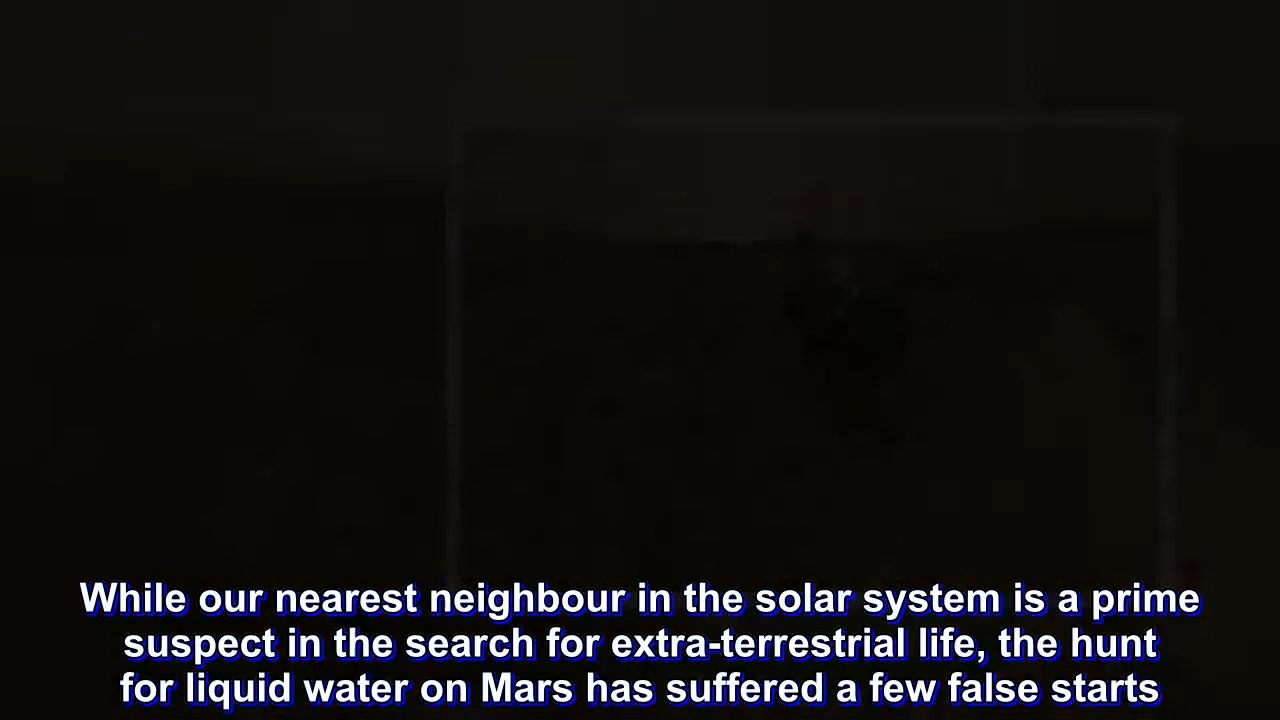 While our nearest neighbour in the solar system is a prime
suspect in the search for extra-terrestrial life, the hunt
for liquid water on Mars has suffered a few false starts